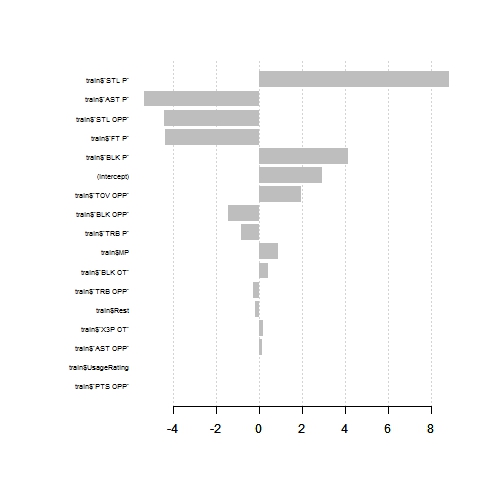 train$`STL P`
train$`AST P`
train$`STL OPP`
train$`FT P`
train$`BLK P`
(Intercept)
train$`TOV OPP`
train$`BLK OPP`
train$`TRB P`
train$MP
train$`BLK OT`
train$`TRB OPP`
train$Rest
train$`X3P OT`
train$`AST OPP`
train$UsageRating
train$`PTS OPP`
-4 -2 0 2 4 6 8